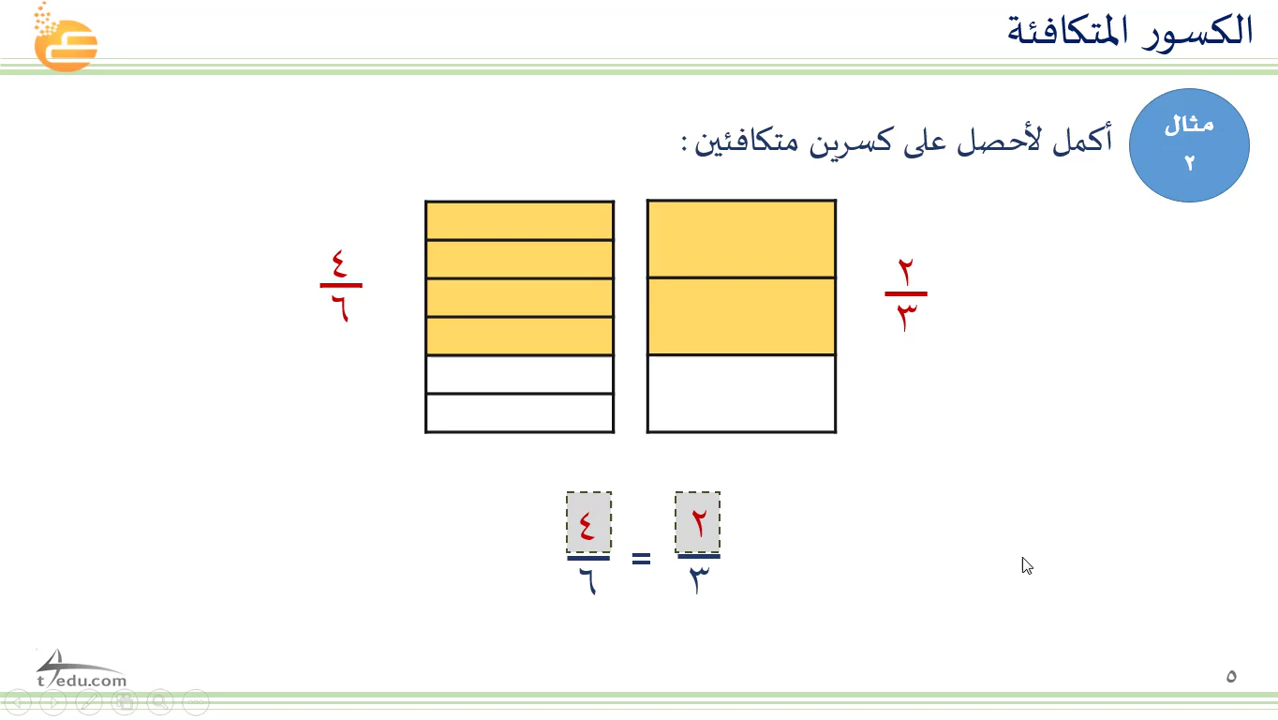 الكسور المتكافئة
مثال
٢
أكمل لأحصل على كسرين متكافئين :
٢
٣
٤
٦
٢ = ٤
٣ ٦
٥
t4edu.com